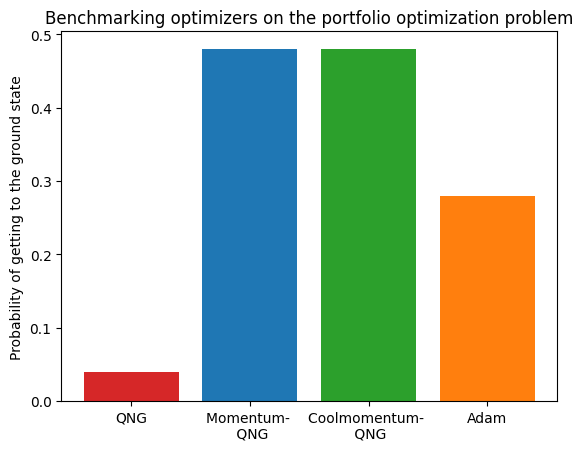 Benchmarking optimizers on the portfolio optimization problem
Probability of getting to the ground state
0.5
0.4
0.3
0.2
0.1
0.0
QNG
Momentum-
QNG
Coolmomentum-
QNG
Adam